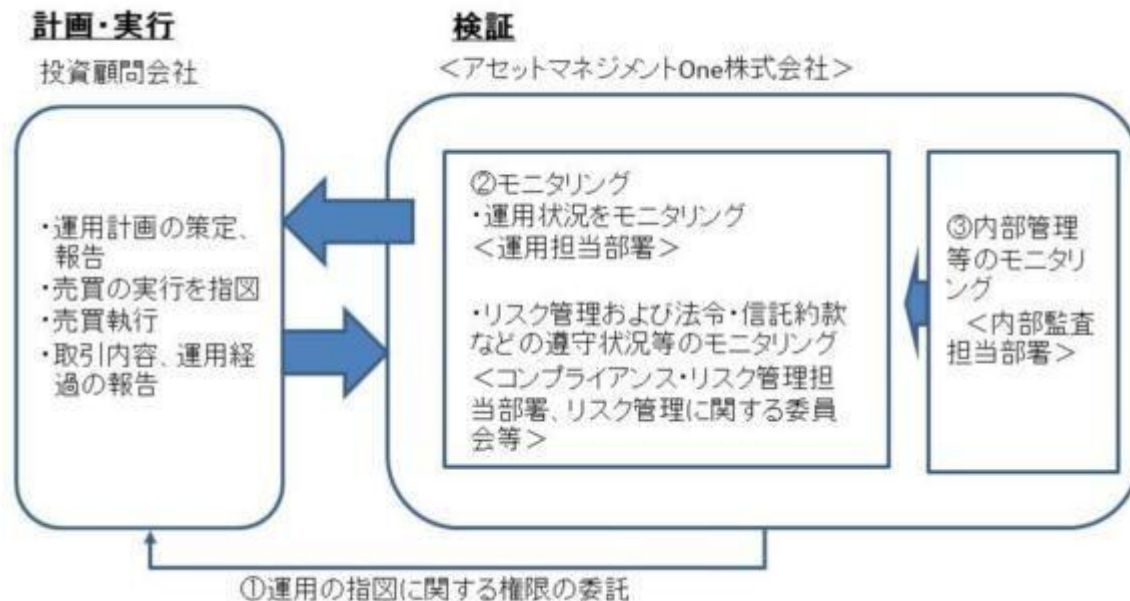 計画・実行
投資顧問会社
・運用計画の策定、
報告
・売買の実行を指図
・売買執行
・取引内容、運用経
過の報告
検証
＜アセットマネジメントOne株式会社＞
②モニタリング
・運用状況をモニタリング
＜運用担当部署＞
・リスク管理および法令・信託約款
などの遵守状況等のモニタリング
＜コンプライアンス・リスク管理担
当部署、リスク管理に関する委員
会等＞
③内部管理
等のモニタリ
ング
＜内部監査
担当部署＞
①運用の指図に関する権限の委託